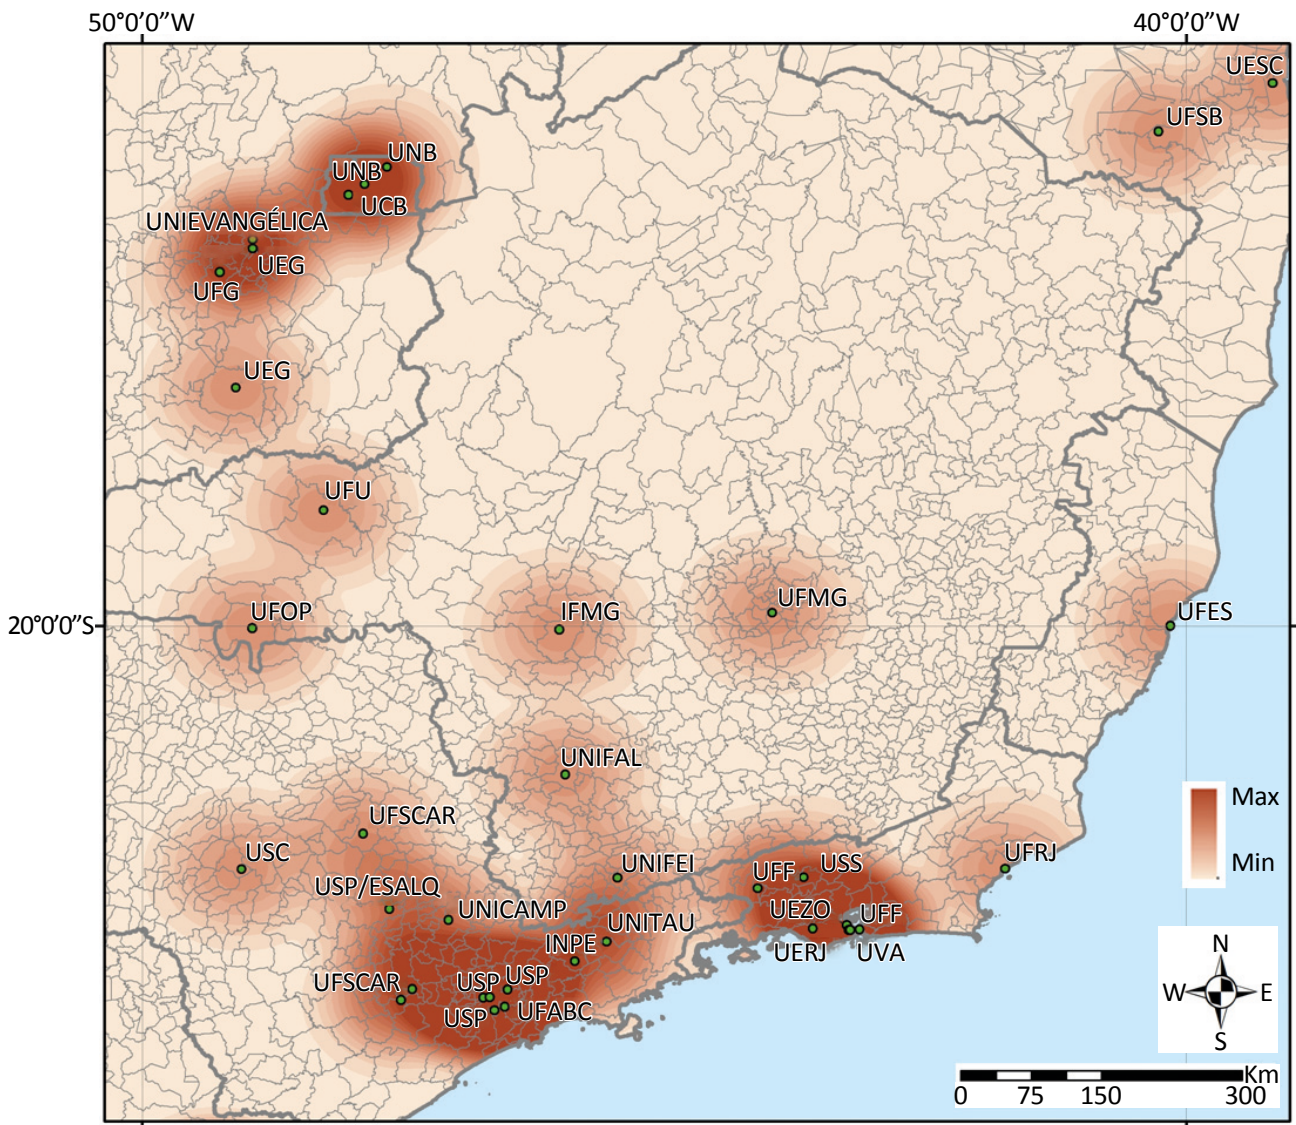 50°0'0"W
40°0'0"W
UESC
UFSB
UNB
UNB
UCB
UNIEVANGÉLICA
UEG
UFG
UEG
UFU
UFOP
IFMG
UFMG
UFES
20°0'0"S
UNIFAL
Max
UFSCAR
USC
UNIFEI
UFF
USS
UFRJ
Min
USP/ESALQ
UNICAMP
UNITAU
UEZO
UFF
INPE
UERJ
UVA
N
W
E
S
UFSCAR
USP
USP
USP
UFABC
Km
0
75
150
300